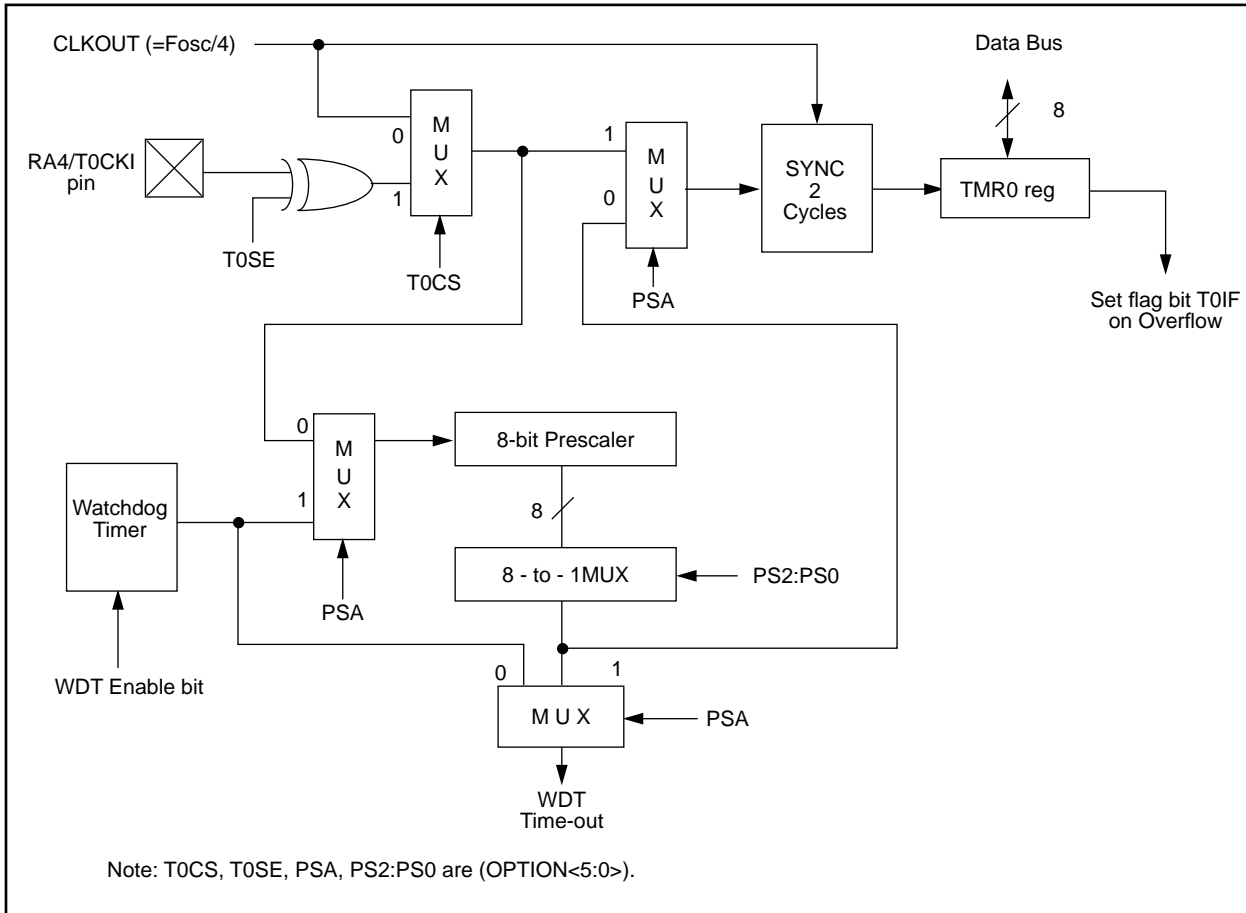 CLKOUT (=Fosc/4)
Data Bus
8
M
U
X
0
1
RA4/T0CKI
pin
T0SE
T0CS
1
0
M
U
X
PSA
SYNC
2
Cycles
TMR0 reg
Set flag bit T0IF
on Overflow
0
1
M
U
X
PSA
8-bit Prescaler
8
Watchdog
Timer
8 - to - 1MUX
PS2:PS0
WDT Enable bit
0
1
M U X
PSA
WDT
Time-out
Note: T0CS, T0SE, PSA, PS2:PS0 are (OPTION<5:0>).